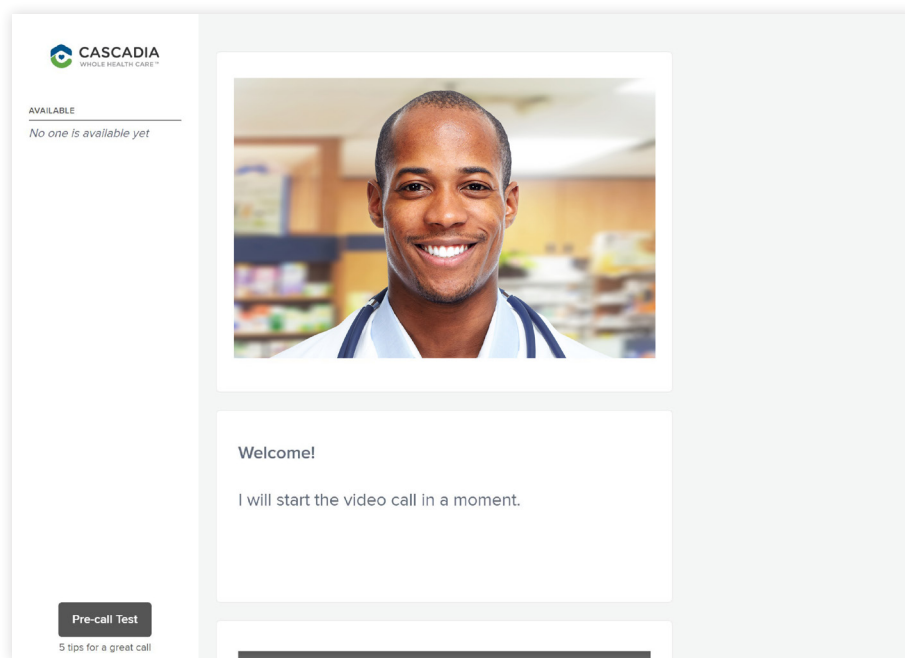 CASCADIA
WHOLE HEALTH CARE™
AVAILABLE
No one is available yet
Welcome!
I will start the video call in a moment.
Pre-call Test
5 tips for a great call